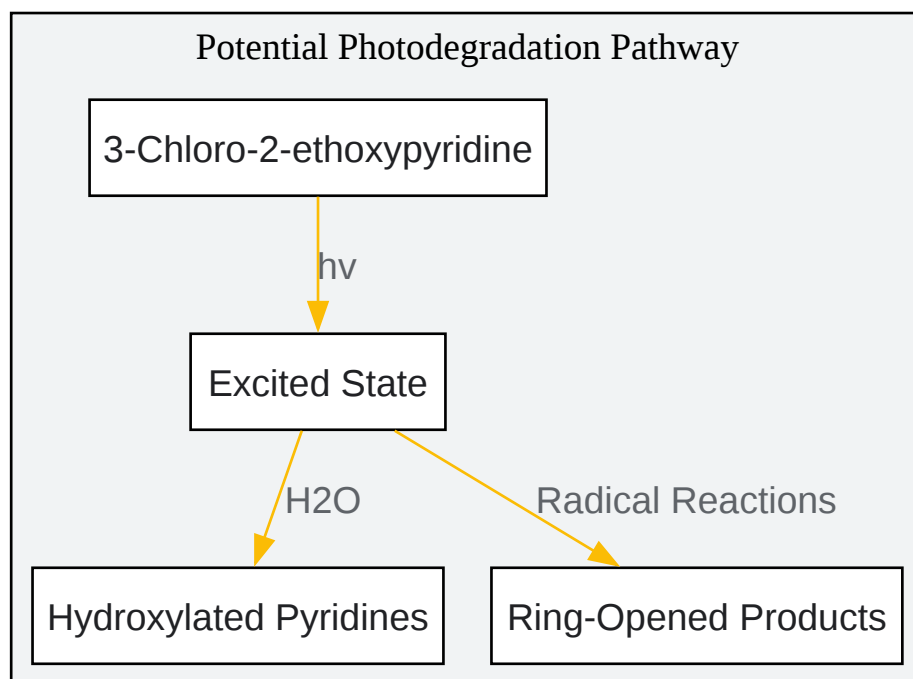 Potential Photodegradation Pathway
3-Chloro-2-ethoxypyridine
hv
Excited State
H2O
Radical Reactions
Hydroxylated Pyridines
Ring-Opened Products